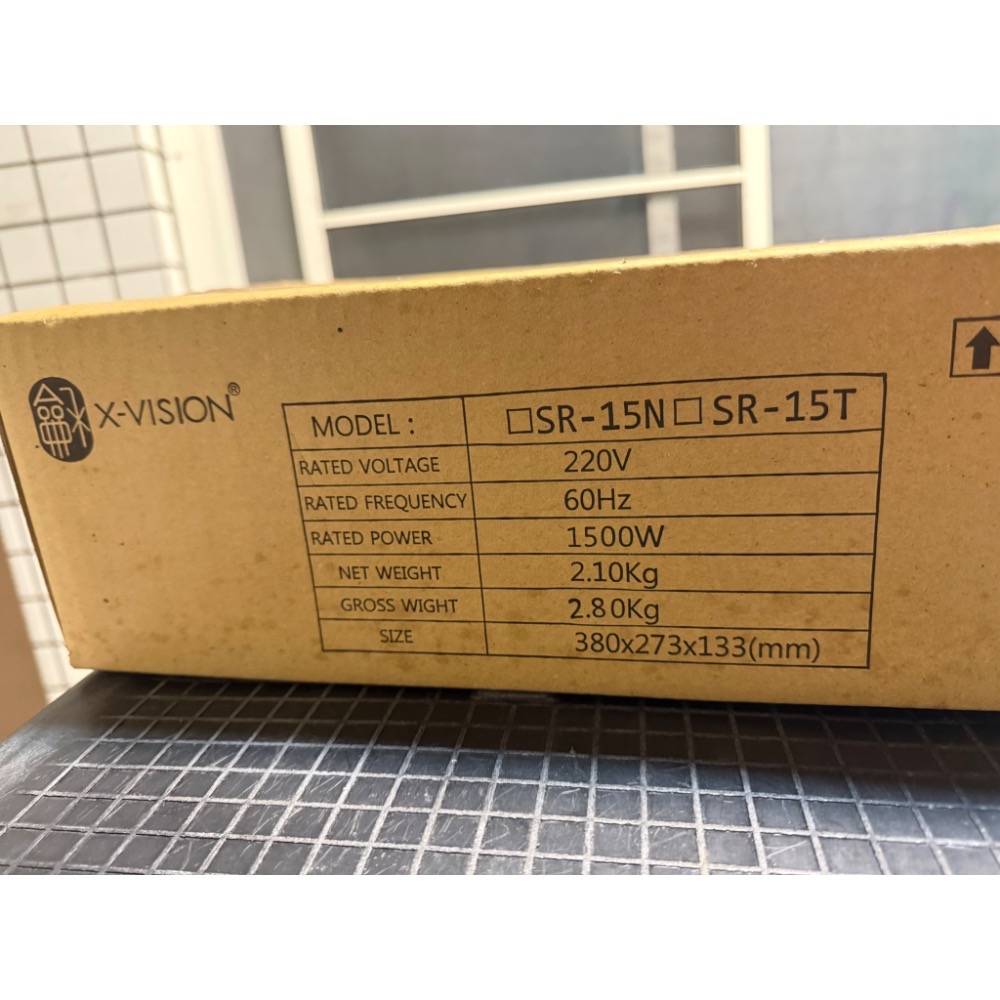 X-VISION®
MODEL : □SR-15N □SR-15T
RATED VOLTAGE 220V
RATED FREQUENCY 60Hz
RATED POWER 1500W
NET WEIGHT 2.10Kg
GROSS WIGHT 2.80Kg
SIZE 380x273x133(mm)